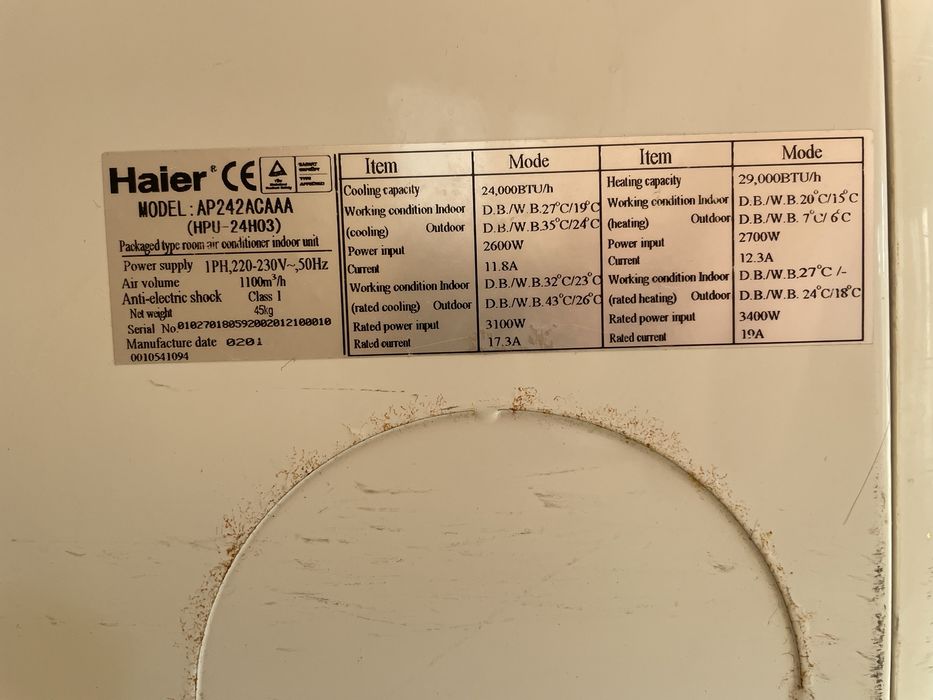 Haier® CE
TYPE
APPROVED
MODEL:AP242ACAAA
(HPU-24H03)
Packaged type room air conditioner indoor unit
Power supply 1PH,220-230V~,50Hz
Air volume 1100m³/h
Anti-electric shock Class I
Net weight 45kg
Serial No.010270180592002012100010
Manufacture date 0201
0010541094
Item Mode
Cooling capacity 24,000BTU/h
Working condition Indoor D.B./W.B.27°C/19°C
(cooling) Outdoor D.B./W.B.35°C/24°C
Power input 2600W
Current 11.8A
Working condition Indoor D.B./W.B.32°C/23°C
(rated cooling) Outdoor D.B./W.B.43°C/26°C
Rated power input 3100W
Rated current 17.3A
Item Mode
Heating capacity 29,000BTU/h
Working condition Indoor D.B./W.B.20°C/15°C
(heating) Outdoor D.B./W.B. 7°C/6°C
Power input 2700W
Current 12.3A
Working condition Indoor D.B./W.B.27°C /-
(rated heating) Outdoor D.B./W.B. 24°C/18°C
Rated power input 3400W
Rated current 19A